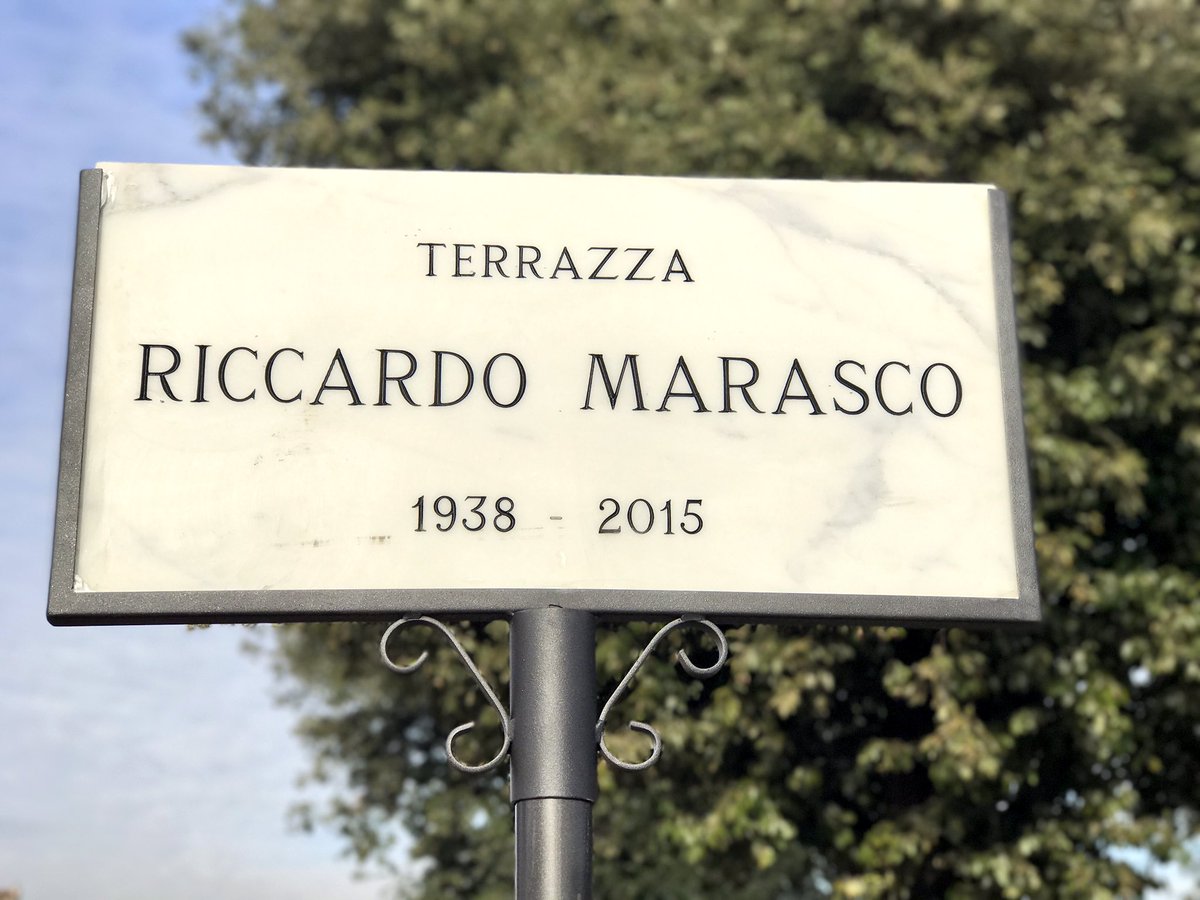 TERRAZZA
RICCARDO MARASCO
1938 - 2015